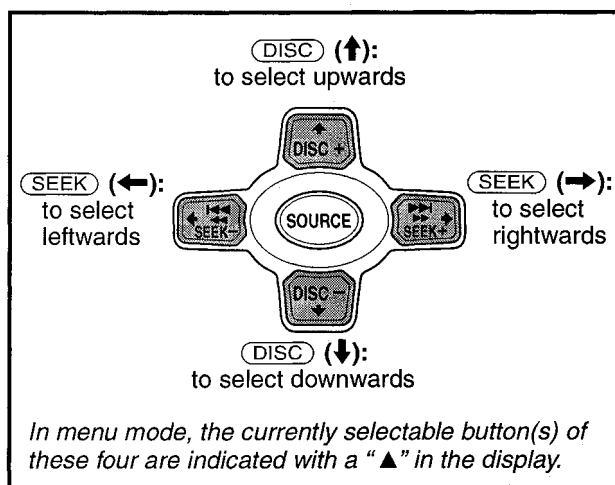 DISC (↑):
to select upwards
↑
DISC +
SEEK (←):
to select
leftwards
SEEK–
SOURCE
SEEK+
SEEK (→):
to select
rightwards
DISC –
↓
DISC (↓):
to select downwards
In menu mode, the currently selectable button(s) of
these four are indicated with a “ ▲” in the display.